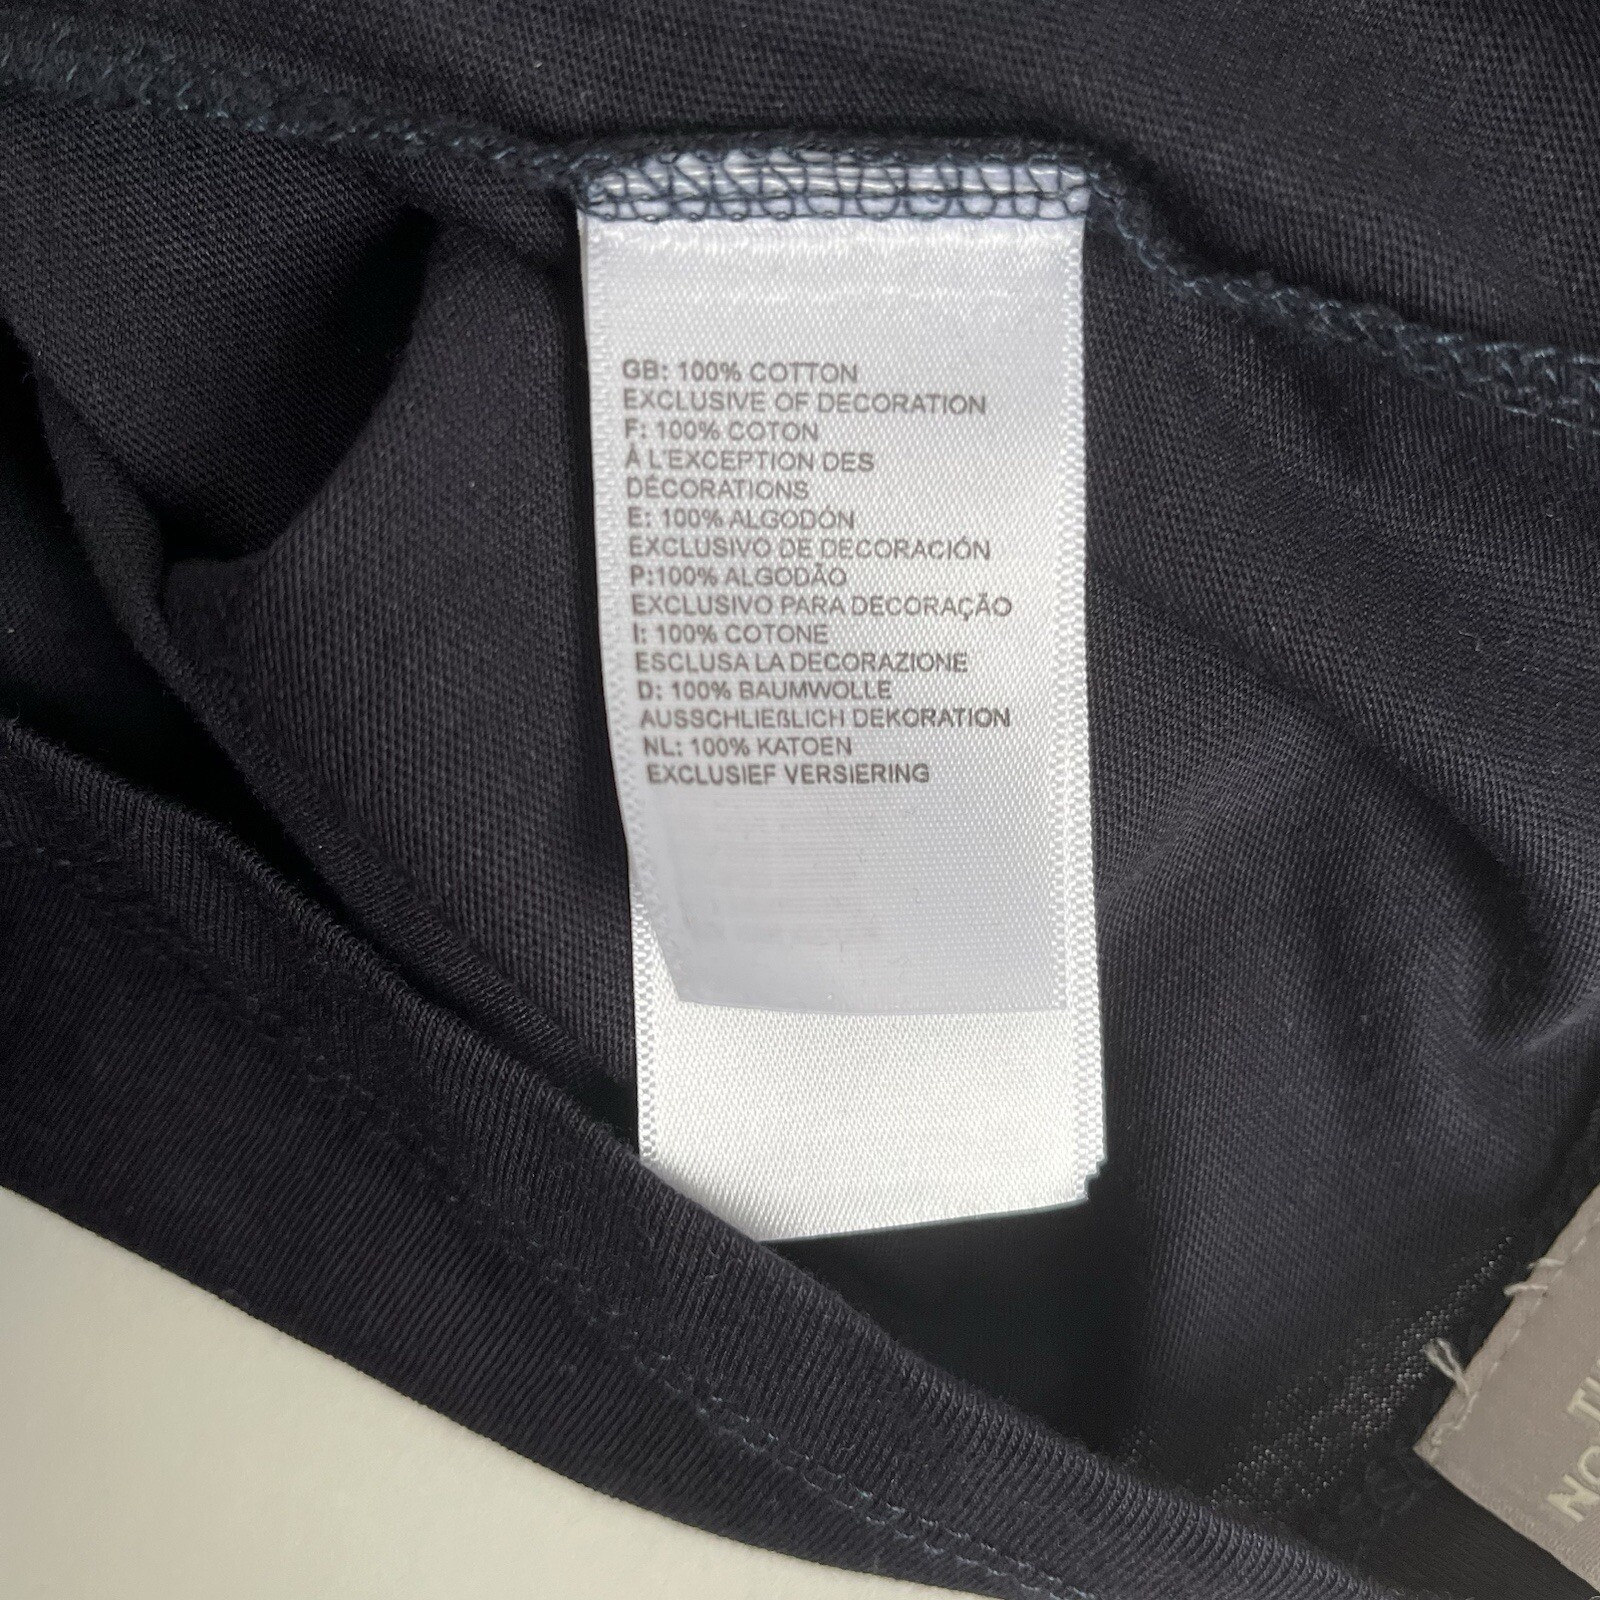 GB: 100% COTTON
EXCLUSIVE OF DECORATION
F: 100% COTON
À L'EXCEPTION DES
DÉCORATIONS
E: 100% ALGODÓN
EXCLUSIVO DE DECORACIÓN
P:100% ALGODÃO
EXCLUSIVO PARA DECORAÇÃO
I: 100% COTONE
ESCLUSA LA DECORAZIONE
D: 100% BAUMWOLLE
AUSSCHLIEßLICH DEKORATION
NL: 100% KATOEN
EXCLUSIEF VERSIERING